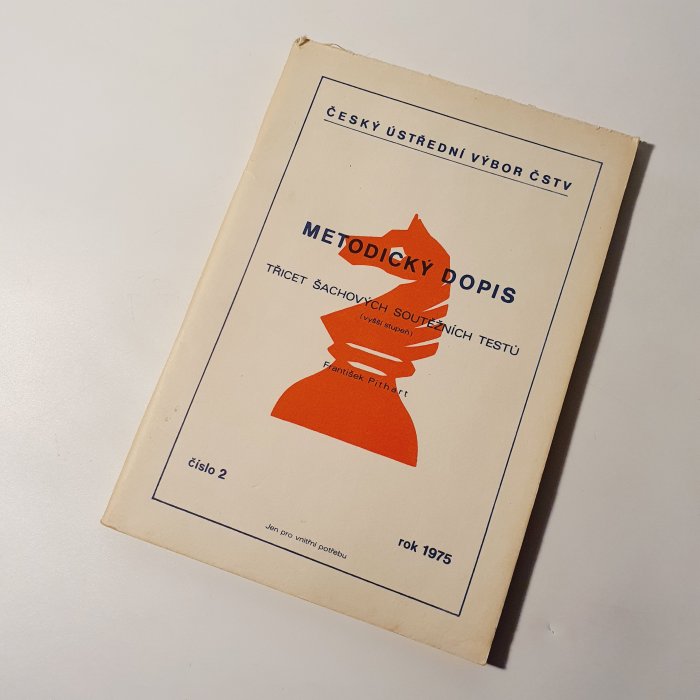 ČESKÝ ÚSTŘEDNÍ VÝBOR ČSTV
METODICKÝ DOPIS
TŘICET ŠACHOVÝCH SOUTĚŽNÍCH TESTŮ
(vyšší stupeň)
František Pithart
číslo 2
rok 1975
Jen pro vnitřní potřebu